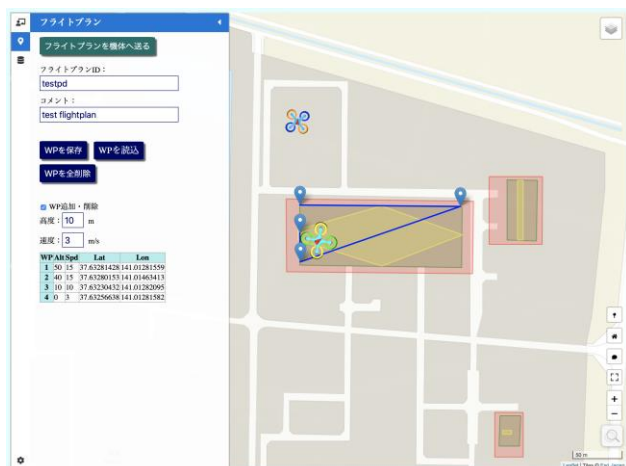 フライトプラン
フライトプランを機体へ送る
フライトプランID：
testpd
コメント：
test flightplan
WPを保存 WPを読込
WPを全削除
WP追加・削除
高度： 10 m
速度： 3 m/s
WP Alt Spd Lat Lon
1 50 15 37.63281428 141.01281559
2 40 15 37.63280153 141.01463413
3 10 10 37.63230432 141.01282095
4 0 3 37.63256638 141.01281582
+
−
50 m